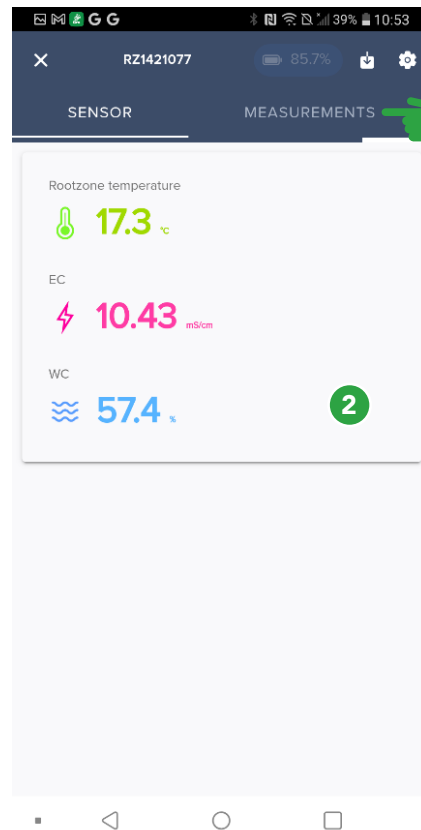 G G 39% 10:53
RZ1421077 85.7%
SENSOR MEASUREMENTS
Rootzone temperature
17.3 °C
EC
10.43 mS/cm
WC
57.4 %
2